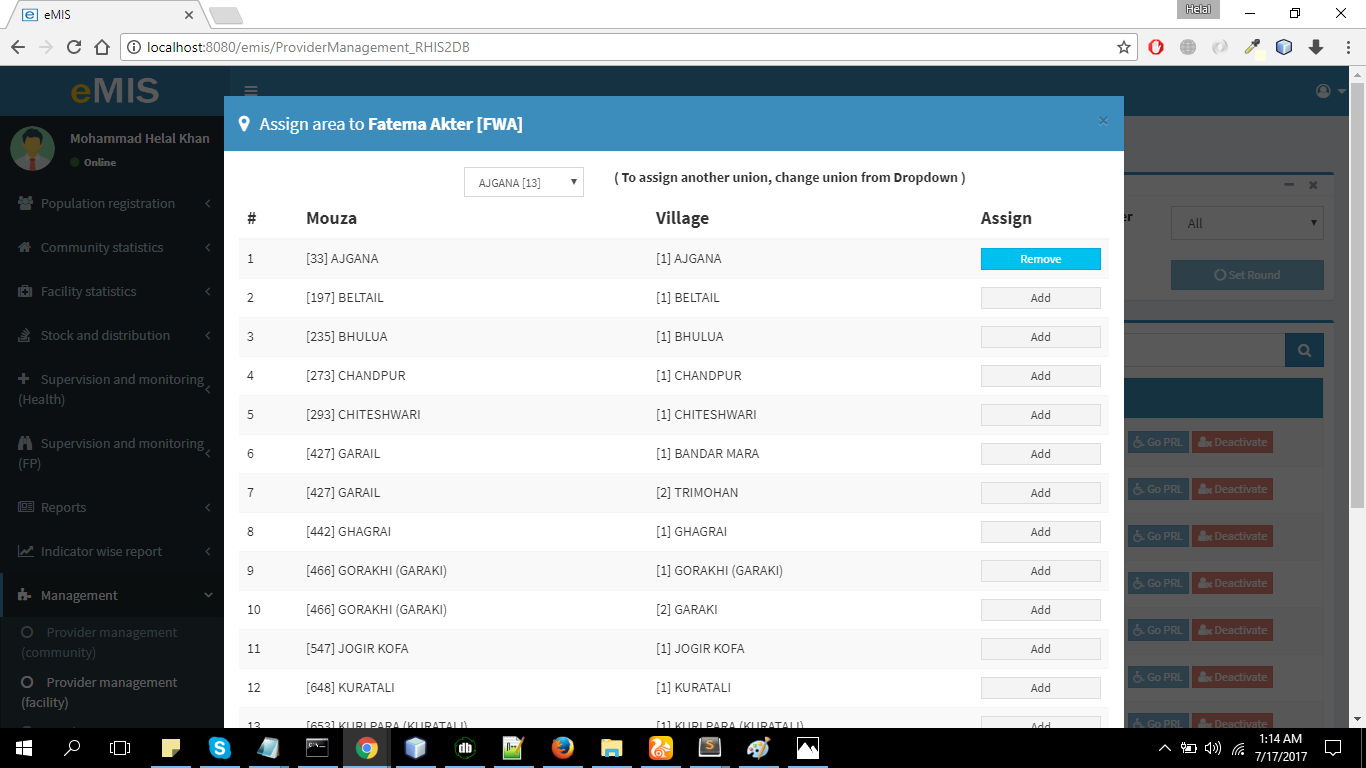 eMIS
Helal
localhost:8080/emis/ProviderManagement_RHIS2DB
eMIS
Mohammad Helal Khan
Online
Population registration
Community statistics
Facility statistics
Stock and distribution
Supervision and monitoring
(Health)
Supervision and monitoring
(FP)
Reports
Indicator wise report
Management
Provider management
(community)
Provider management
(facility)
Assign area to Fatema Akter [FWA]
×
AJGANA [13]
( To assign another union, change union from Dropdown )
# Mouza Village Assign
1 [33] AJGANA [1] AJGANA Remove
2 [197] BELTAIL [1] BELTAIL Add
3 [235] BHULUA [1] BHULUA Add
4 [273] CHANDPUR [1] CHANDPUR Add
5 [293] CHITESHWARI [1] CHITESHWARI Add
6 [427] GARAIL [1] BANDAR MARA Add
7 [427] GARAIL [2] TRIMOHAN Add
8 [442] GHAGRAI [1] GHAGRAI Add
9 [466] GORAKHI (GARAKI) [1] GORAKHI (GARAKI) Add
10 [466] GORAKHI (GARAKI) [2] GARAKI Add
11 [547] JOGIR KOFA [1] JOGIR KOFA Add
12 [648] KURATALI [1] KURATALI Add
13 [653] KURI PARA (KURATALI) [1] KURI PARA (KURATALI) Add
All
Set Round
Go PRL Deactivate
Go PRL Deactivate
Go PRL Deactivate
Go PRL Deactivate
Go PRL Deactivate
Go PRL Deactivate
Go PRL Deactivate
1:14 AM
7/17/2017